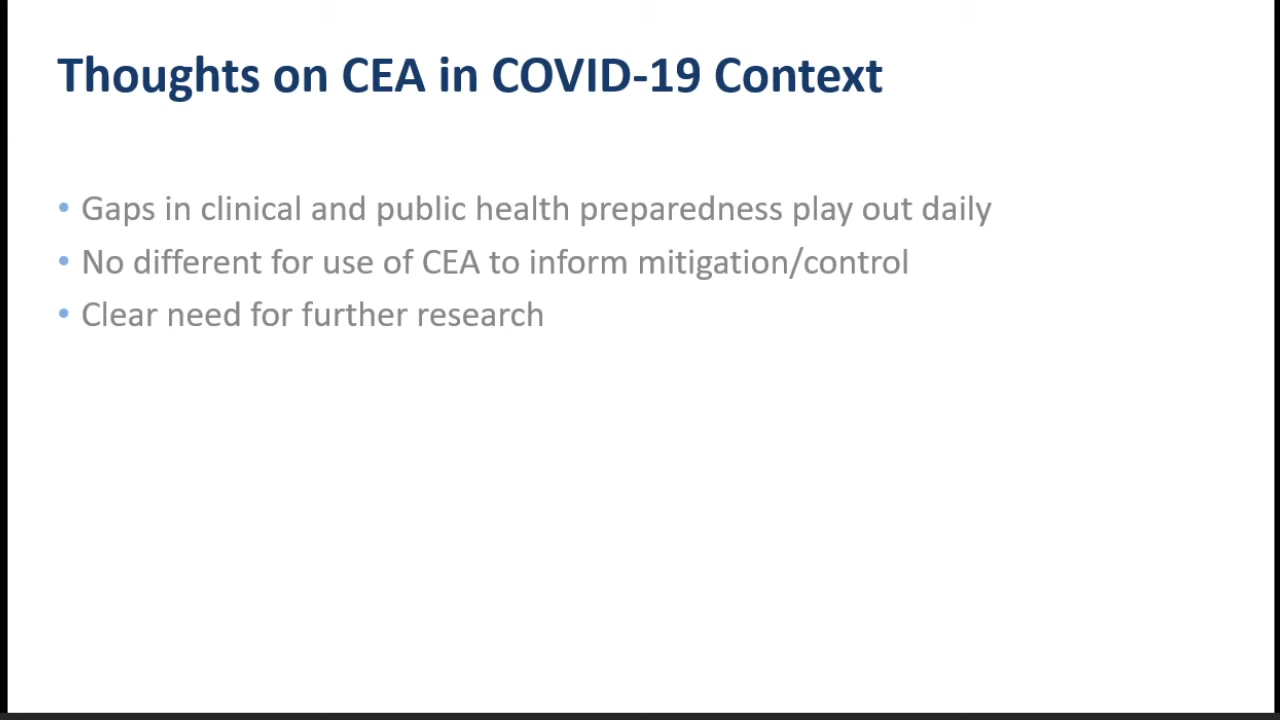 Thoughts on CEA in COVID-19 Context
• Gaps in clinical and public health preparedness play out daily
• No different for use of CEA to inform mitigation/control
• Clear need for further research